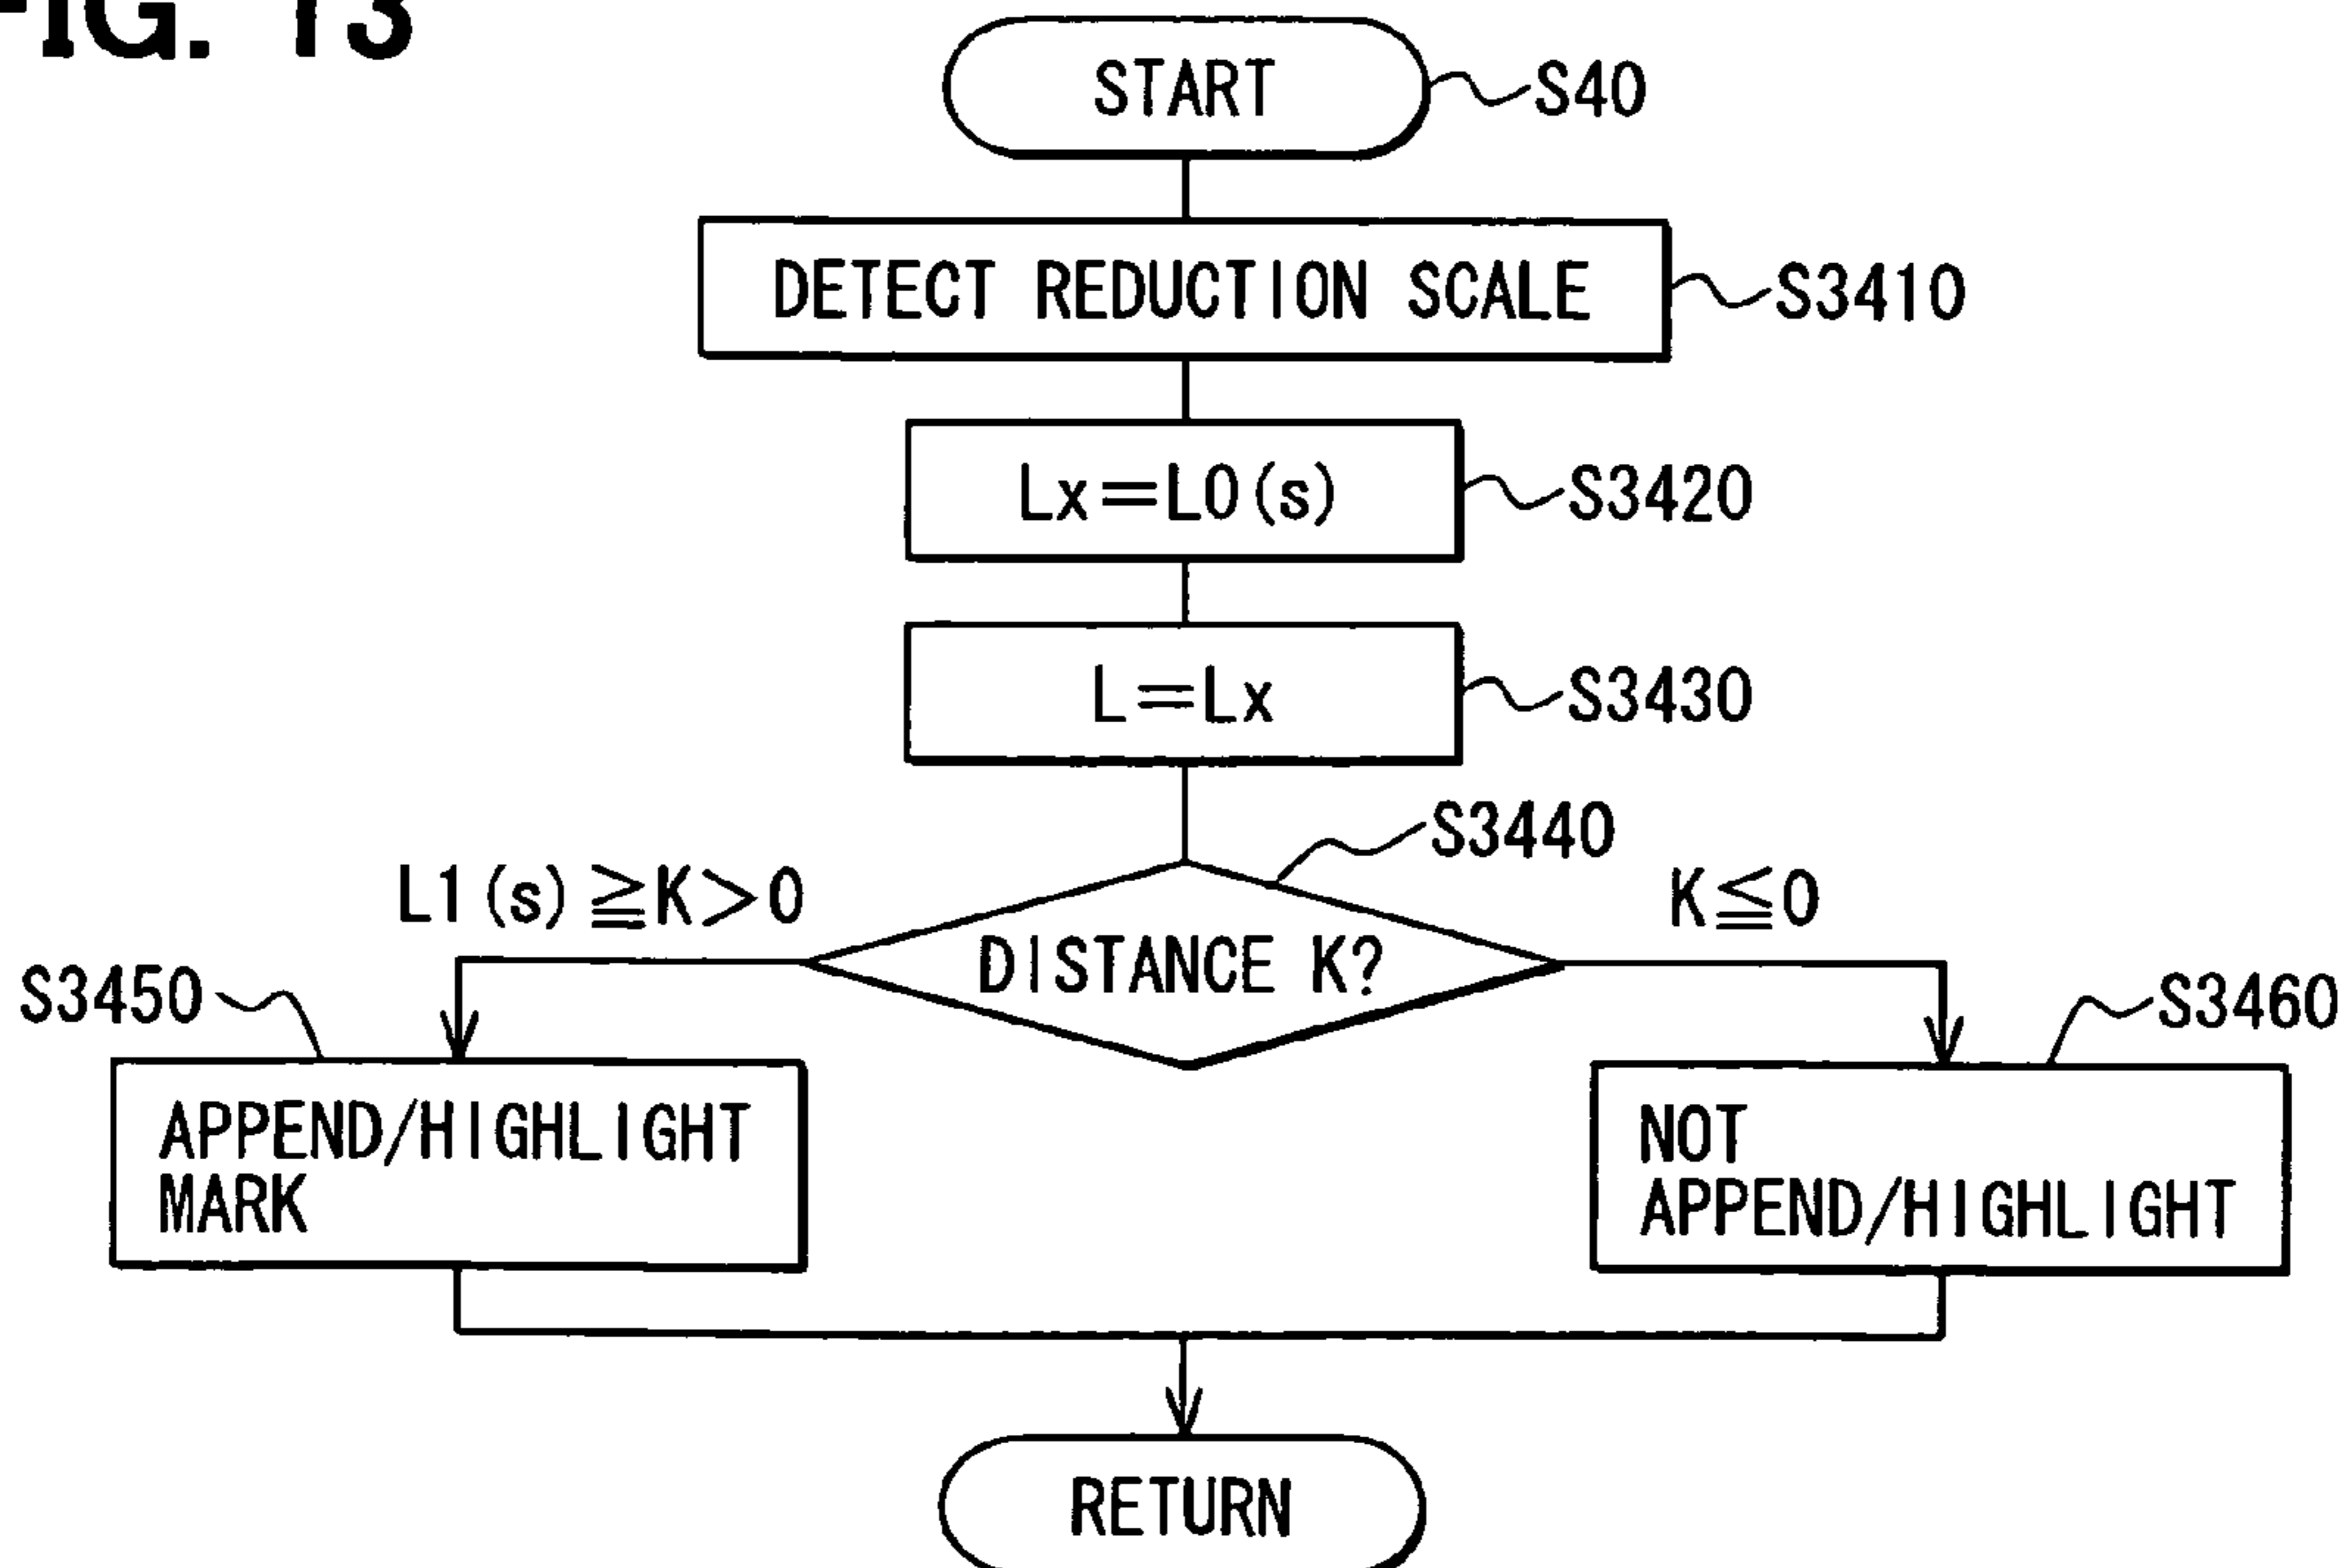 FIG. 13
START
S40
DETECT REDUCTION SCALE
S3410
Lx=L0(s)
S3420
L=Lx
S3430
S3440
L1(s)≧K>0
K≦0
DISTANCE K?
S3450
S3460
APPEND/HIGHLIGHT
MARK
NOT
APPEND/HIGHLIGHT
RETURN